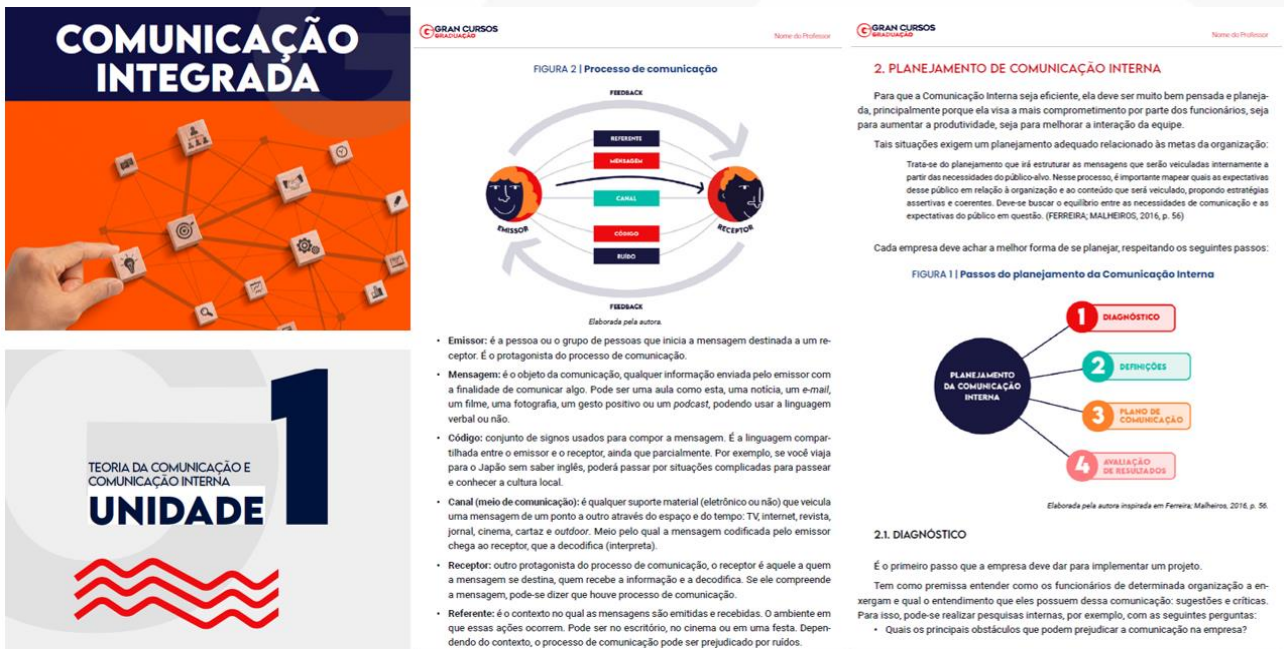 COMUNICAÇÃO
INTEGRADA
TEORIA DA COMUNICAÇÃO E
COMUNICAÇÃO INTERNA
UNIDADE 1
GRAN CURSOS
GRADUAÇÃO
Nome do Professor
FIGURA 2 | Processo de comunicação
FEEDBACK
REFERENTE
MENSAGEM
CANAL
EMISSOR
RECEPTOR
CÓDIGO
RUÍDO
FEEDBACK
Elaborada pela autora.
• Emissor: é a pessoa ou o grupo de pessoas que inicia a mensagem destinada a um re-
ceptor. É o protagonista do processo de comunicação.
• Mensagem: é o objeto da comunicação, qualquer informação enviada pelo emissor com
a finalidade de comunicar algo. Pode ser uma aula como esta, uma notícia, um e-mail,
um filme, uma fotografia, um gesto positivo ou um podcast, podendo usar a linguagem
verbal ou não.
• Código: conjunto de signos usados para compor a mensagem. É a linguagem compar-
tilhada entre o emissor e o receptor, ainda que parcialmente. Por exemplo, se você viaja
para o Japão sem saber inglês, poderá passar por situações complicadas para passear
e conhecer a cultura local.
• Canal (meio de comunicação): é qualquer suporte material (eletrônico ou não) que veicula
uma mensagem de um ponto a outro através do espaço e do tempo: TV, internet, revista,
jornal, cinema, cartaz e outdoor. Meio pelo qual a mensagem codificada pelo emissor
chega ao receptor, que a decodifica (interpreta).
• Receptor: outro protagonista do processo de comunicação, o receptor é aquele a quem
a mensagem se destina, quem recebe a informação e a decodifica. Se ele compreende
a mensagem, pode-se dizer que houve processo de comunicação.
• Referente: é o contexto no qual as mensagens são emitidas e recebidas. O ambiente em
que essas ações ocorrem. Pode ser no escritório, no cinema ou em uma festa. Depen-
dendo do contexto, o processo de comunicação pode ser prejudicado por ruídos.
GRAN CURSOS
GRADUAÇÃO
Nome do Professor
2. PLANEJAMENTO DE COMUNICAÇÃO INTERNA
Para que a Comunicação Interna seja eficiente, ela deve ser muito bem pensada e planeja-
da, principalmente porque ela visa a mais comprometimento por parte dos funcionários, seja
para aumentar a produtividade, seja para melhorar a interação da equipe.
Tais situações exigem um planejamento adequado relacionado às metas da organização:
Trata-se do planejamento que irá estruturar as mensagens que serão veiculadas internamente a
partir das necessidades do público-alvo. Nesse processo, é importante mapear quais as expectativas
desse público em relação à organização e ao conteúdo que será veiculado, propondo estratégias
assertivas e coerentes. Deve-se buscar o equilíbrio entre as necessidades de comunicação e as
expectativas do público em questão. (FERREIRA; MALHEIROS, 2016, p. 56)
Cada empresa deve achar a melhor forma de se planejar, respeitando os seguintes passos:
FIGURA 1 | Passos do planejamento da Comunicação Interna
PLANEJAMENTO
DA COMUNICAÇÃO
INTERNA
1 DIAGNÓSTICO
2 DEFINIÇÕES
3 PLANO DE
COMUNICAÇÃO
4 AVALIAÇÃO
DE RESULTADOS
Elaborada pela autora inspirada em Ferreira; Malheiros, 2016, p. 56.
2.1. DIAGNÓSTICO
É o primeiro passo que a empresa deve dar para implementar um projeto.
Tem como premissa entender como os funcionários de determinada organização a en-
xergam e qual o entendimento que eles possuem dessa comunicação: sugestões e críticas.
Para isso, pode-se realizar pesquisas internas, por exemplo, com as seguintes perguntas:
• Quais os principais obstáculos que podem prejudicar a comunicação na empresa?